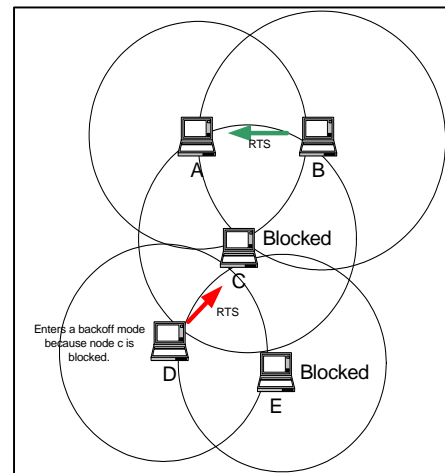 RTS
A
B
Blocked
C
Enters a backoff mode
because node c is
blocked.
RTS
D
Blocked
E